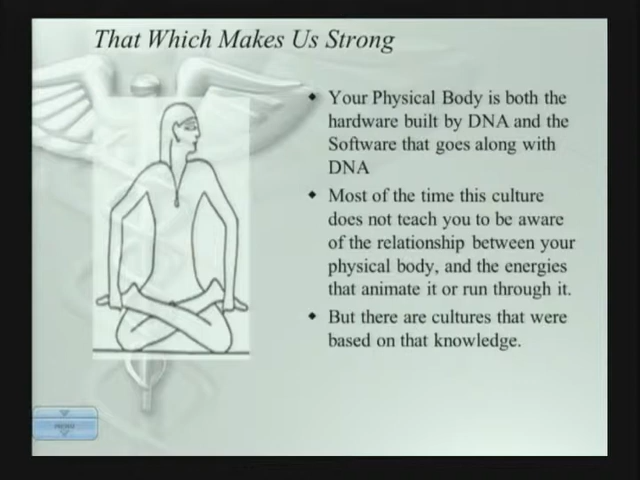 That Which Makes Us Strong
Your Physical Body is both the
hardware built by DNA and the
Software that goes along with
DNA
Most of the time this culture
does not teach you to be aware
of the relationship between your
physical body, and the energies
that animate it or run through it.
But there are cultures that were
based on that knowledge.